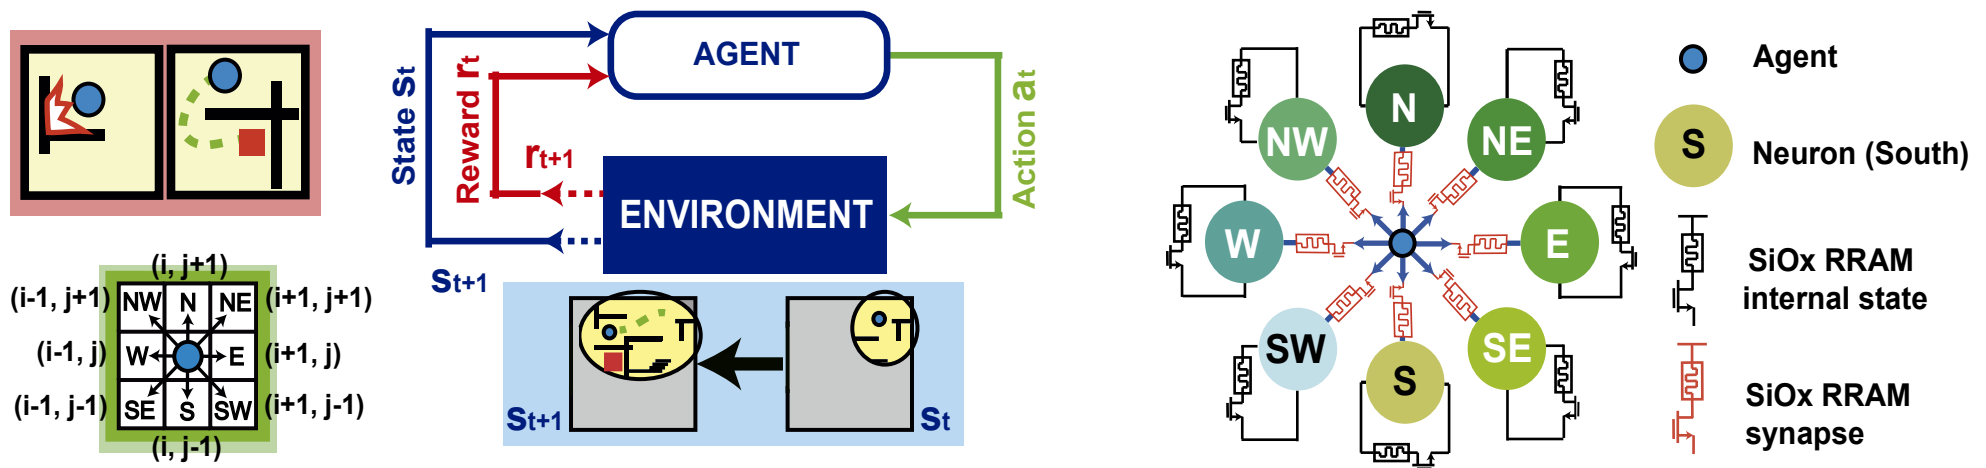 AGENT
State st
Reward rt
rt+1
ENVIRONMENT
Action at
st+1
st+1
st
(i, j+1)
(i-1, j+1) NW N NE (i+1, j+1)
(i-1, j) W E (i+1, j)
(i-1, j-1) SE S SW (i+1, j-1)
(i, j-1)
N
NW NE
W E
SW SE
S
Agent
S Neuron (South)
SiOx RRAM
internal state
SiOx RRAM
synapse